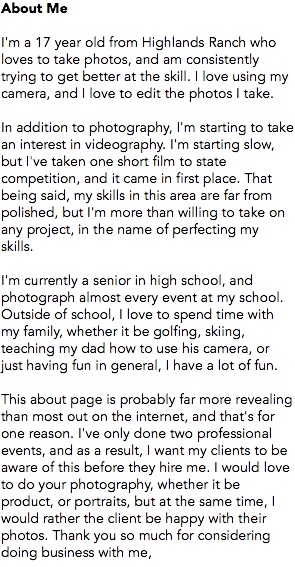 About Me
I'm a 17 year old from Highlands Ranch who
loves to take photos, and am consistently
trying to get better at the skill. I love using my
camera, and I love to edit the photos I take.
In addition to photography, I'm starting to take
an interest in videography. I'm starting slow,
but I've taken one short film to state
competition, and it came in first place. That
being said, my skills in this area are far from
polished, but I'm more than willing to take on
any project, in the name of perfecting my
skills.
I'm currently a senior in high school, and
photograph almost every event at my school.
Outside of school, I love to spend time with
my family, whether it be golfing, skiing,
teaching my dad how to use his camera, or
just having fun in general, I have a lot of fun.
This about page is probably far more revealing
than most out on the internet, and that's for
one reason. I've only done two professional
events, and as a result, I want my clients to be
aware of this before they hire me. I would love
to do your photography, whether it be
product, or portraits, but at the same time, I
would rather the client be happy with their
photos. Thank you so much for considering
doing business with me,